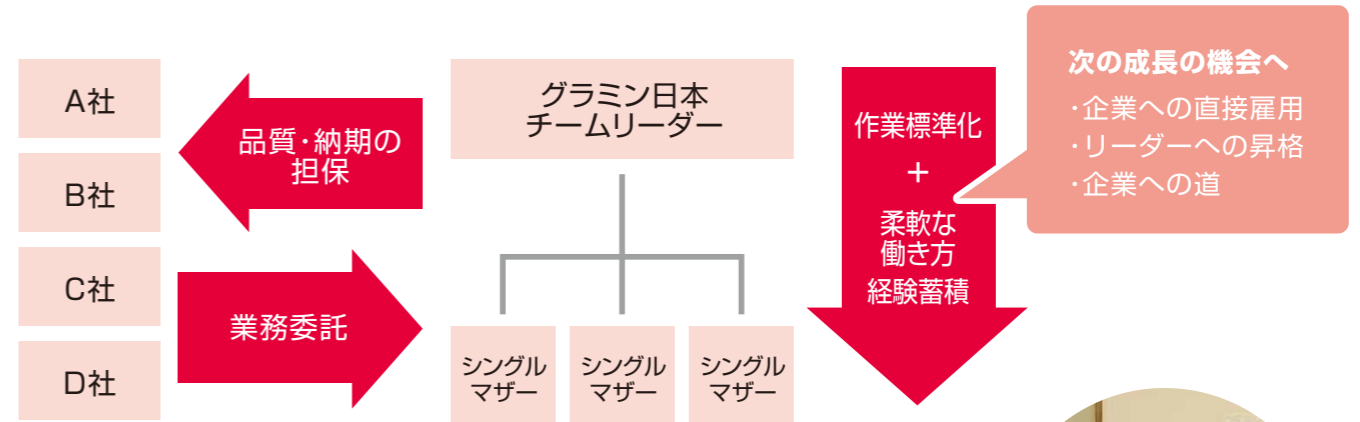 A社
B社
C社
D社
品質・納期の
担保
業務委託
グラミン日本
チームリーダー
シングル
マザー
シングル
マザー
シングル
マザー
作業標準化
+
柔軟な
働き方
経験蓄積
次の成長の機会へ
・企業への直接雇用
・リーダーへの昇格
・企業への道